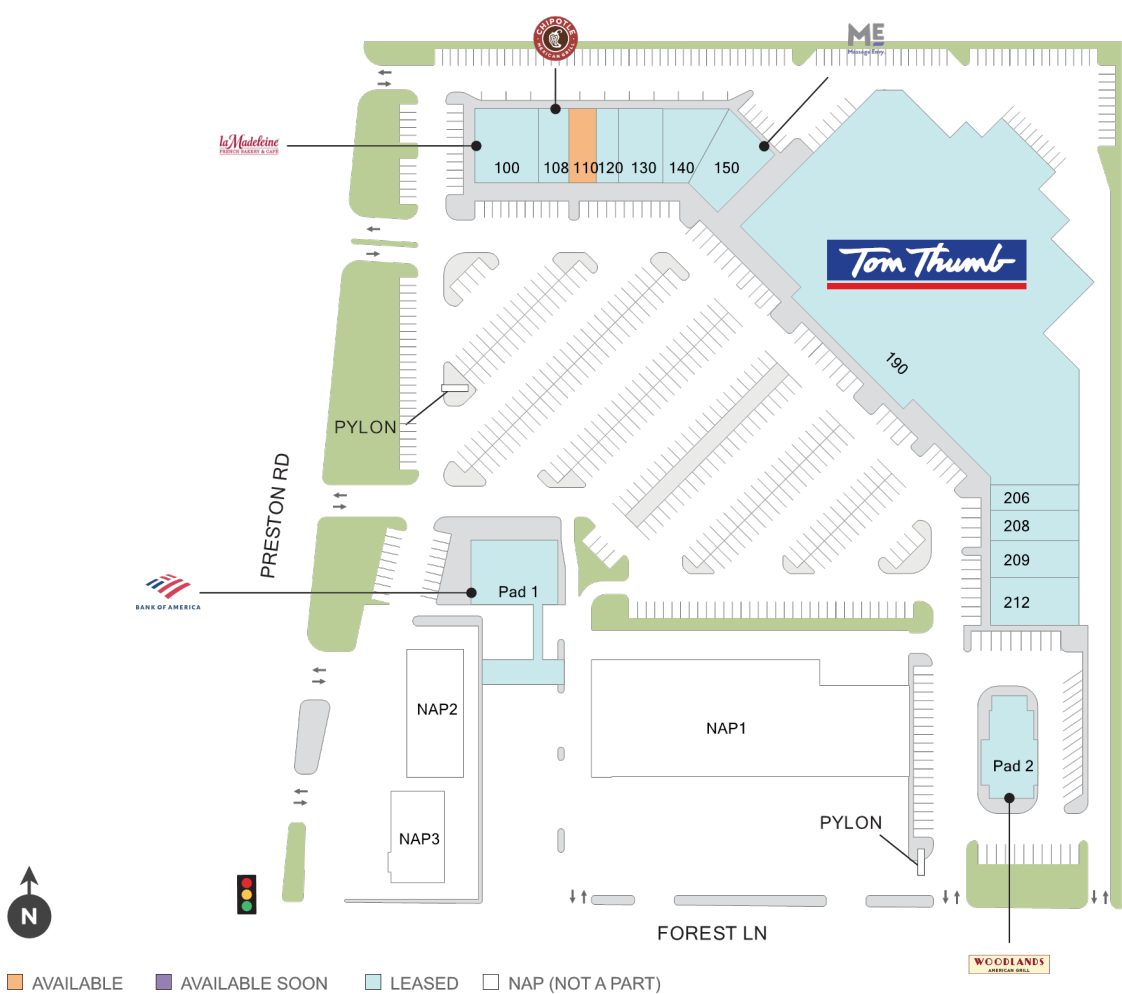 CHIPOTLE
MEXICAN GRILL
ME
Massage Envy
la Madeleine
FRENCH BAKERY & CAFÉ
100
108
110
120
130
140
150
Tom Thumb
190
PYLON
PRESTON RD
206
208
209
212
BANK OF AMERICA
Pad 1
NAP2
NAP1
Pad 2
NAP3
PYLON
N
FOREST LN
WOODLANDS
AMERICAN GRILL
AVAILABLE
AVAILABLE SOON
LEASED
NAP (NOT A PART)